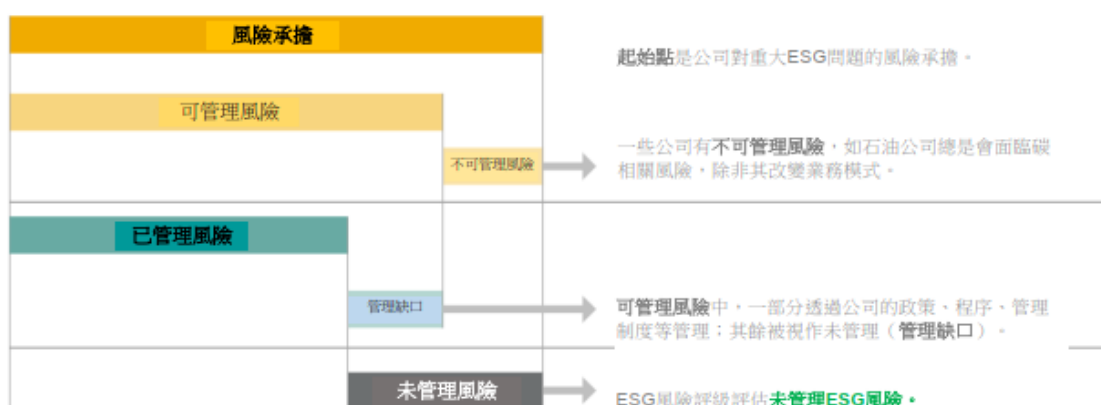 風險承擔
起始點是公司對重大ESG問題的風險承擔。
可管理風險
不可管理風險
一些公司有不可管理風險，如石油公司總是會面臨碳
相關風險，除非其改變業務模式。
已管理風險
管理缺口
可管理風險中，一部分透過公司的政策、程序、管理
制度等管理；其餘被視作未管理（管理缺口）。
未管理風險
ESG風險評級評估未管理ESG風險。